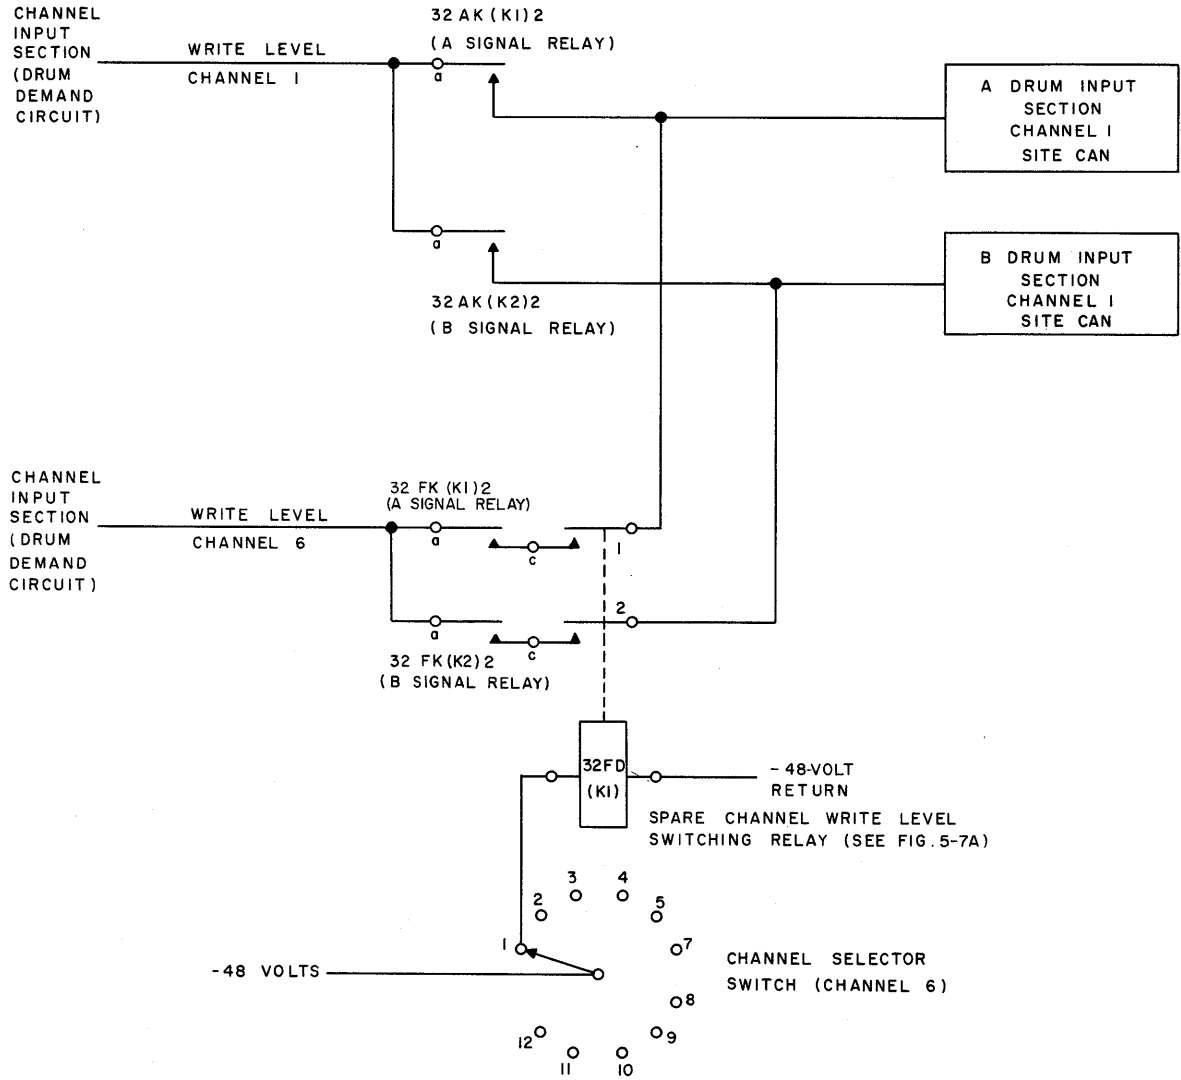 CHANNEL
INPUT
SECTION
(DRUM
DEMAND
CIRCUIT)
WRITE LEVEL
CHANNEL 1
32 AK (K1) 2
(A SIGNAL RELAY)
a
A DRUM INPUT
SECTION
CHANNEL 1
SITE CAN
a
32 AK (K2) 2
(B SIGNAL RELAY)
B DRUM INPUT
SECTION
CHANNEL 1
SITE CAN
CHANNEL
INPUT
SECTION
(DRUM
DEMAND
CIRCUIT)
WRITE LEVEL
CHANNEL 6
32 FK (K1) 2
(A SIGNAL RELAY)
a
c
1
2
a
c
32 FK (K2) 2
(B SIGNAL RELAY)
32FD
(K1)
-48-VOLT
RETURN
SPARE CHANNEL WRITE LEVEL
SWITCHING RELAY (SEE FIG. 5-7A)
1
2
3
4
5
7
8
9
10
11
12
-48 VOLTS
CHANNEL SELECTOR
SWITCH (CHANNEL 6)